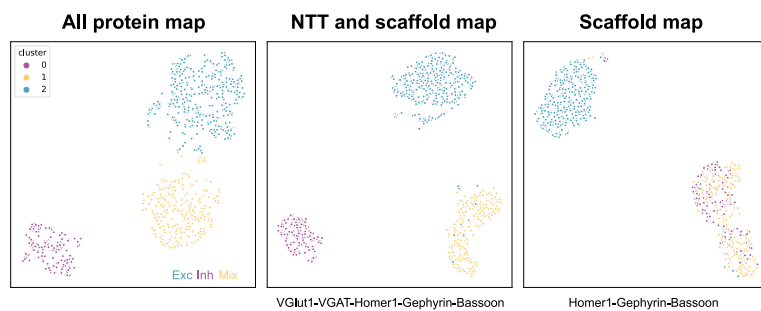 All protein map
NTT and scaffold map
Scaffold map
cluster
0
1
2
Exc Inh Mix
VGlut1-VGAT-Homer1-Gephyrin-Bassoon
Homer1-Gephyrin-Bassoon